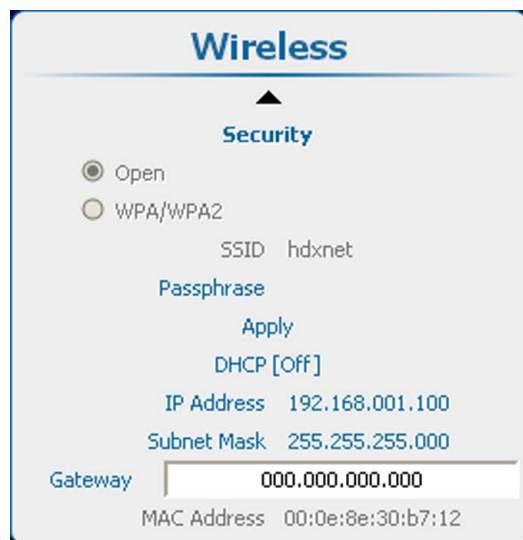 Wireless
Security
Open
WPA/WPA2
SSID hdxnet
Passphrase
Apply
DHCP [Off]
IP Address 192.168.001.100
Subnet Mask 255.255.255.000
Gateway 000.000.000.000
MAC Address 00:0e:8e:30:b7:12